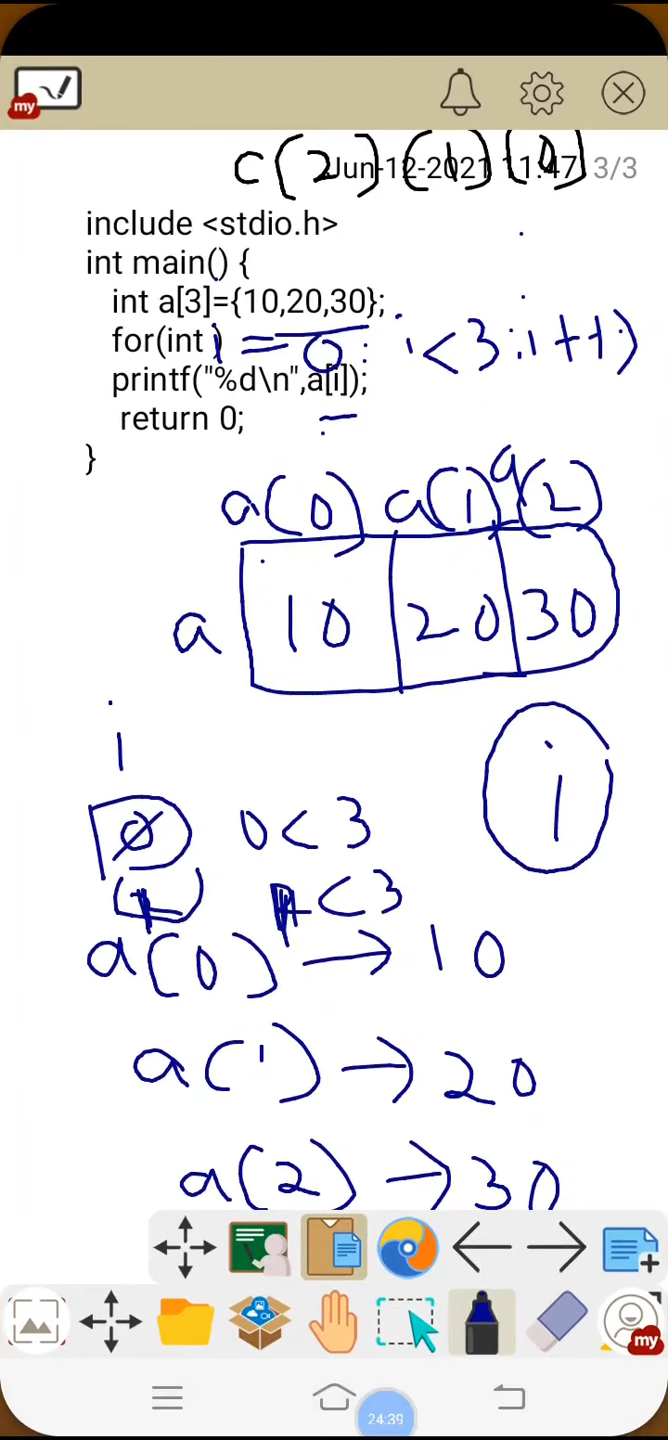 my
c(2)(1)(0)
Jun-12-2021 11:47 3/3
include <stdio.h>
int main() {
int a[3]={10,20,30};
for(int i = 0; i<3;i++)
printf("%d\n",a[i]);
return 0;
}
a(0) a(1) a(2)
a 10 20 30
i
i
0 0<3
1 1<3
a(0) → 10
a(1) → 20
a(2) → 30
my
24:39